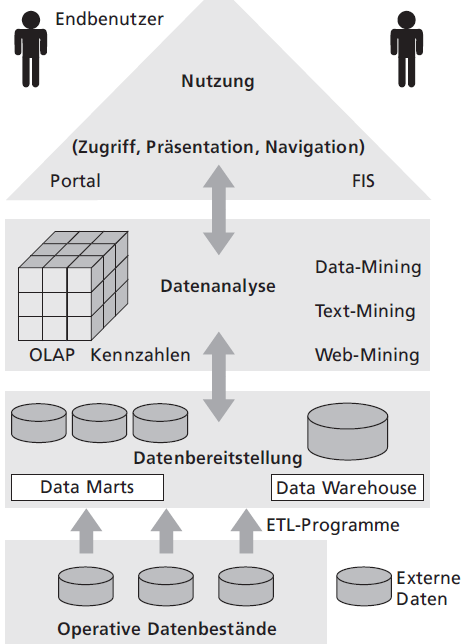 Endbenutzer
Nutzung
(Zugriff, Präsentation, Navigation)
Portal
FIS
Datenanalyse
Data-Mining
Text-Mining
Web-Mining
OLAP
Kennzahlen
Datenbereitstellung
Data Marts
Data Warehouse
ETL-Programme
Externe
Daten
Operative Datenbestände